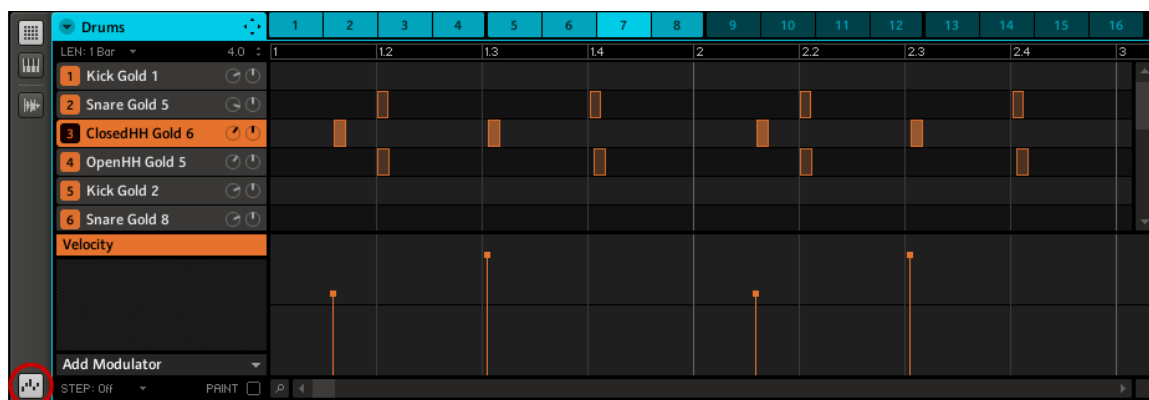 Drums 1 2 3 4 5 6 7 8 9 10 11 12 13 14 15 16
LEN: 1 Bar 4.0 1 1.2 1.3 1.4 2 2.2 2.3 2.4 3
1 Kick Gold 1
2 Snare Gold 5
3 ClosedHH Gold 6
4 OpenHH Gold 5
5 Kick Gold 2
6 Snare Gold 8
Velocity
Add Modulator
STEP: Off PAINT